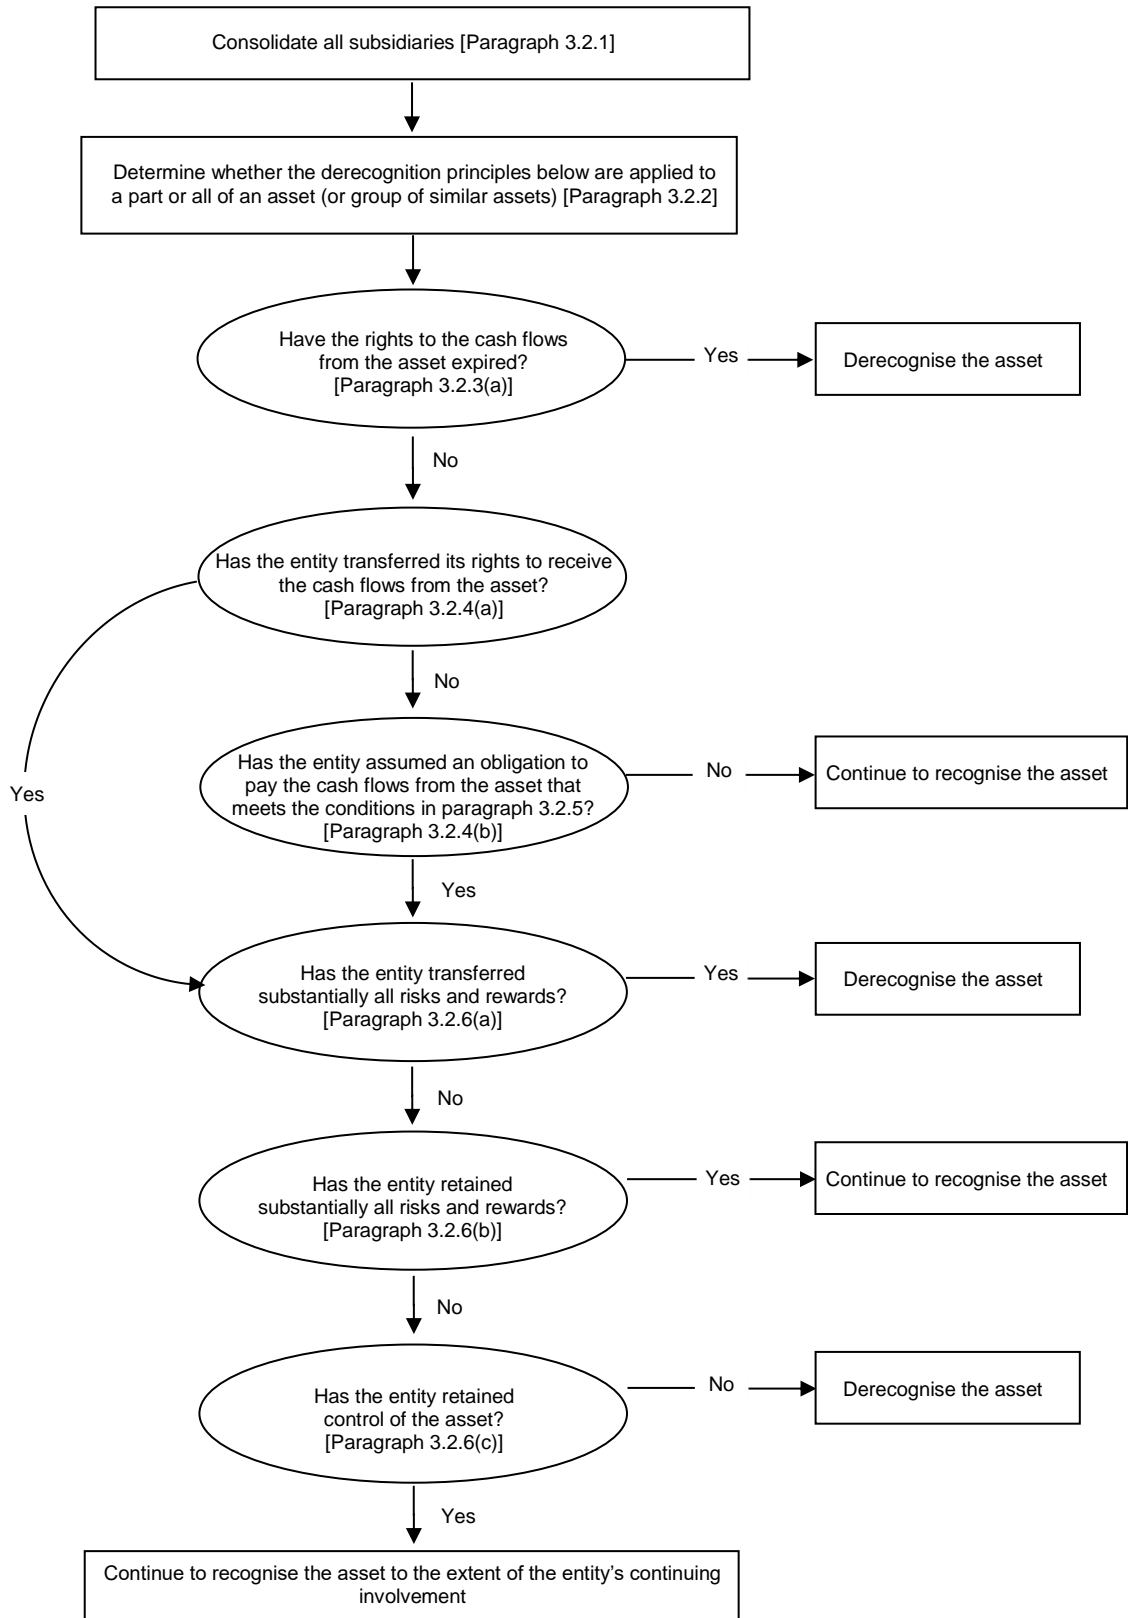 Consolidate all subsidiaries [Paragraph 3.2.1]
Determine whether the derecognition principles below are applied to
a part or all of an asset (or group of similar assets) [Paragraph 3.2.2]
Have the rights to the cash flows
from the asset expired?
[Paragraph 3.2.3(a)]
Yes
Derecognise the asset
No
Has the entity transferred its rights to receive
the cash flows from the asset?
[Paragraph 3.2.4(a)]
Yes
No
Has the entity assumed an obligation to
pay the cash flows from the asset that
meets the conditions in paragraph 3.2.5?
[Paragraph 3.2.4(b)]
No
Continue to recognise the asset
Yes
Has the entity transferred
substantially all risks and rewards?
[Paragraph 3.2.6(a)]
Yes
Derecognise the asset
No
Has the entity retained
substantially all risks and rewards?
[Paragraph 3.2.6(b)]
Yes
Continue to recognise the asset
No
Has the entity retained
control of the asset?
[Paragraph 3.2.6(c)]
No
Derecognise the asset
Yes
Continue to recognise the asset to the extent of the entity’s continuing
involvement